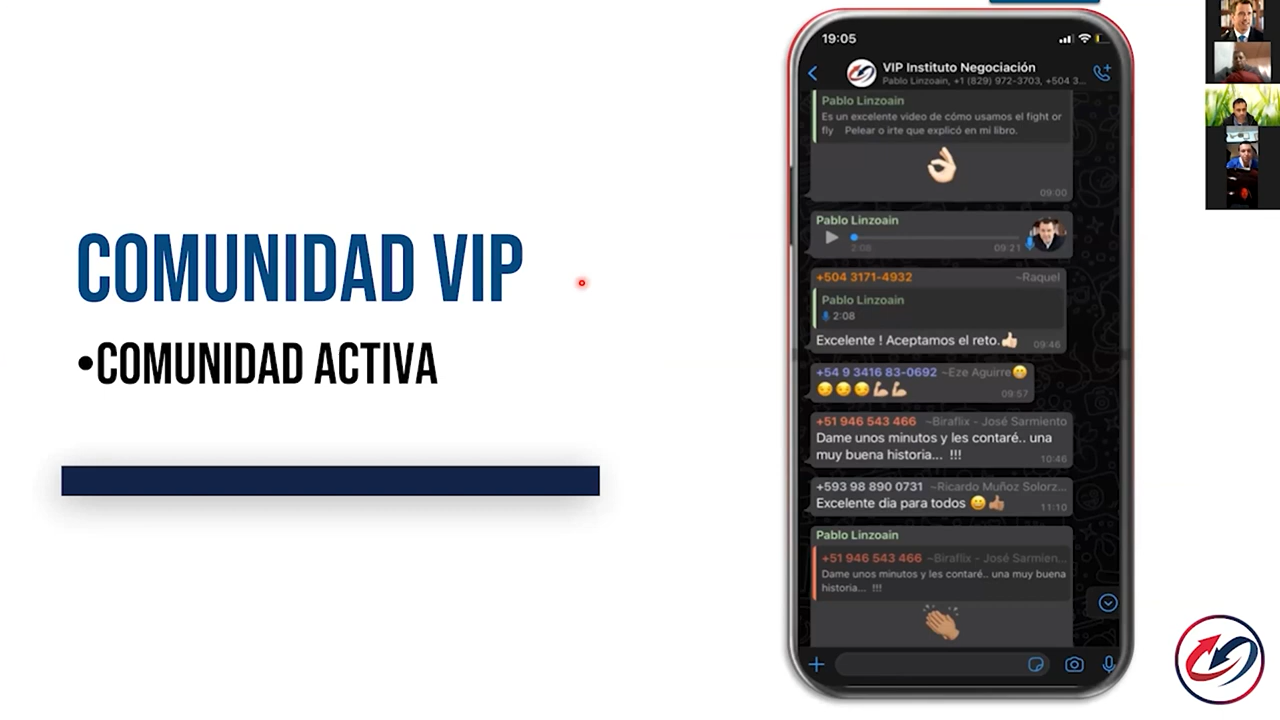 COMUNIDAD VIP
•COMUNIDAD ACTIVA
19:05
VIP Instituto Negociación
Pablo Linzoain, +1 (829) 972-3703, +504 3...
Pablo Linzoain
Es un excelente video de cómo usamos el fight or
fly Pelear o irte que explicó en mi libro.
👌🏻
09:00
Pablo Linzoain
2:08 09:21
+504 3171-4932 ~Raquel
Pablo Linzoain
2:08
Excelente ! Aceptamos el reto.👍🏻 09:46
+54 9 3416 83-0692 ~Eze Aguirre😁
😏😏😏💪🏼💪🏼 09:57
+51 946 543 466 ~Biraflix - José Sarmiento
Dame unos minutos y les contaré.. una
muy buena historia... !!! 10:46
+593 98 890 0731 ~Ricardo Muñoz Solorz...
Excelente dia para todos 😄👍🏽 11:10
Pablo Linzoain
+51 946 543 466 ~Biraflix - José Sarmien...
Dame unos minutos y les contaré.. una muy buena
historia... !!!
👏🏽